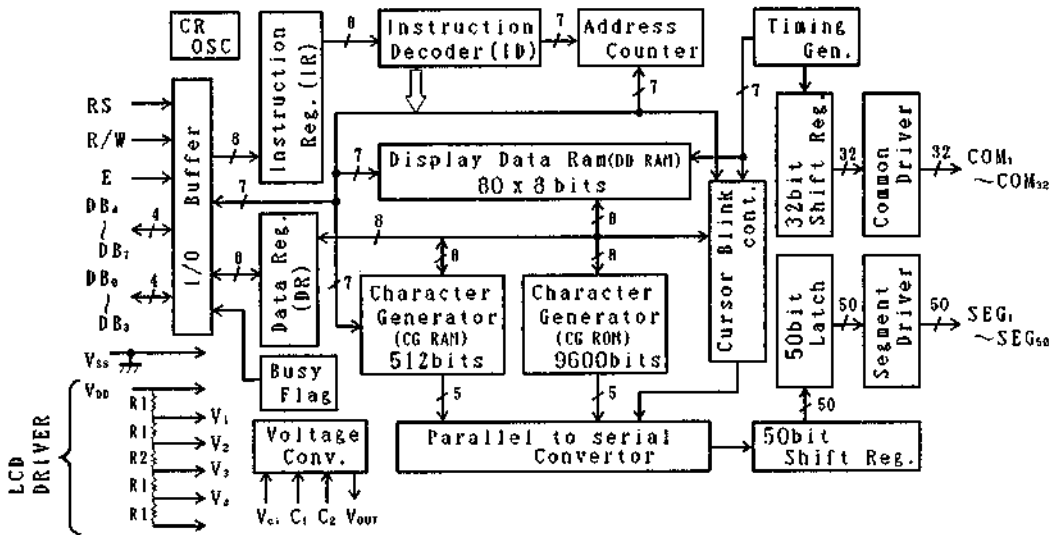 CR
OSC
Instruction
Reg. (IR)
8
Instruction
Decoder (ID)
7
Address
Counter
Timing
Gen.
7
7
RS
R/W
E
DB₄
~
DB₇
DB₀
~
DB₃
4
4
I/O Buffer
8
7
8
Display Data Ram (DD RAM)
80 x 8 bits
7
8
8
Data Reg.
(DR)
7
8
8
Character
Generator
(CG RAM)
512bits
Character
Generator
(CG ROM)
9600bits
Cursor Blink
cont.
32bit
Shift Reg.
32
Common
Driver
32
COM₁
~COM₃₂
50bit
Latch
50
Segment
Driver
50
SEG₁
~SEG₅₀
Busy
Flag
5
5
50
Parallel to serial
Convertor
50bit
Shift Reg.
Voltage
Conv.
Vci
C₁
C₂
VOUT
VSS
VDD
R1
V₁
R1
V₂
R2
V₃
R1
V₄
R1
LCD
DRIVER